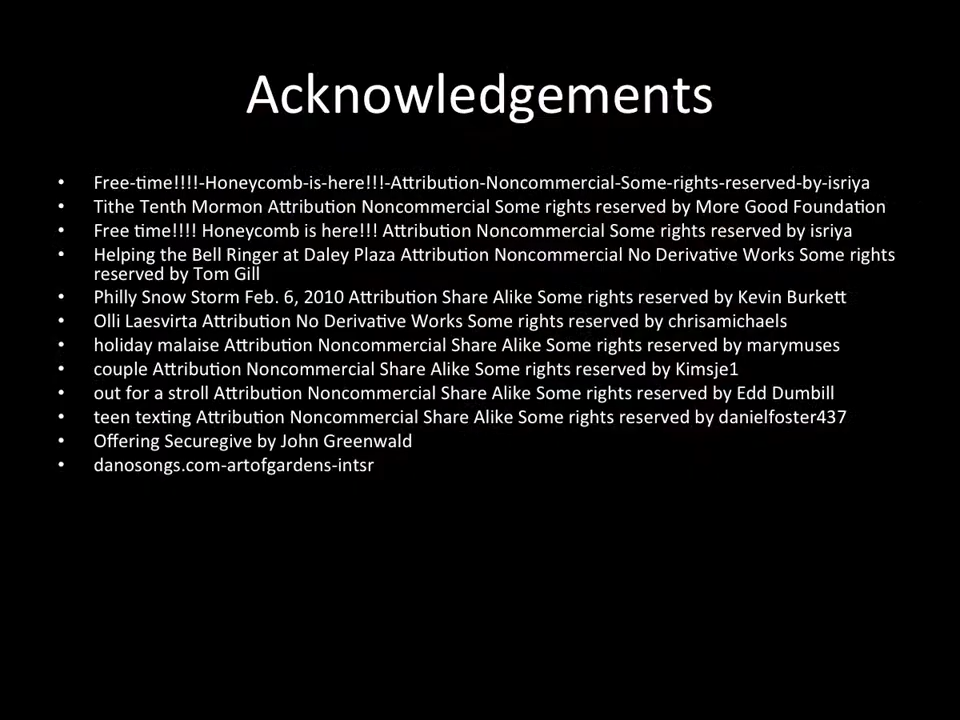 Acknowledgements
• Free-time!!!!-Honeycomb-is-here!!!-Attribution-Noncommercial-Some-rights-reserved-by-isriya
• Tithe Tenth Mormon Attribution Noncommercial Some rights reserved by More Good Foundation
• Free time!!!! Honeycomb is here!!! Attribution Noncommercial Some rights reserved by isriya
• Helping the Bell Ringer at Daley Plaza Attribution Noncommercial No Derivative Works Some rights
reserved by Tom Gill
• Philly Snow Storm Feb. 6, 2010 Attribution Share Alike Some rights reserved by Kevin Burkett
• Olli Laesvirta Attribution No Derivative Works Some rights reserved by chrisamichaels
• holiday malaise Attribution Noncommercial Share Alike Some rights reserved by marymuses
• couple Attribution Noncommercial Share Alike Some rights reserved by Kimsje1
• out for a stroll Attribution Noncommercial Share Alike Some rights reserved by Edd Dumbill
• teen texting Attribution Noncommercial Share Alike Some rights reserved by danielfoster437
• Offering Securegive by John Greenwald
• danosongs.com-artofgardens-intsr